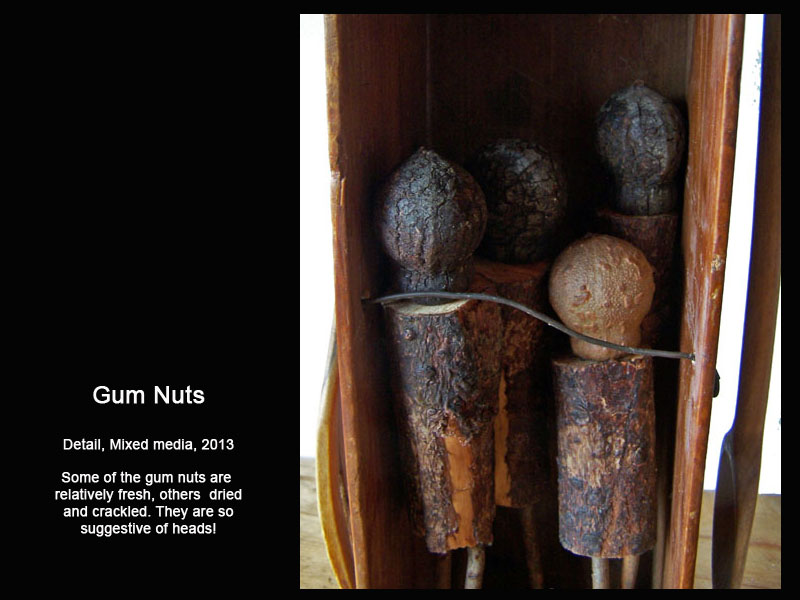 Gum Nuts
Detail, Mixed media, 2013
Some of the gum nuts are
relatively fresh, others  dried
and crackled. They are so
suggestive of heads!